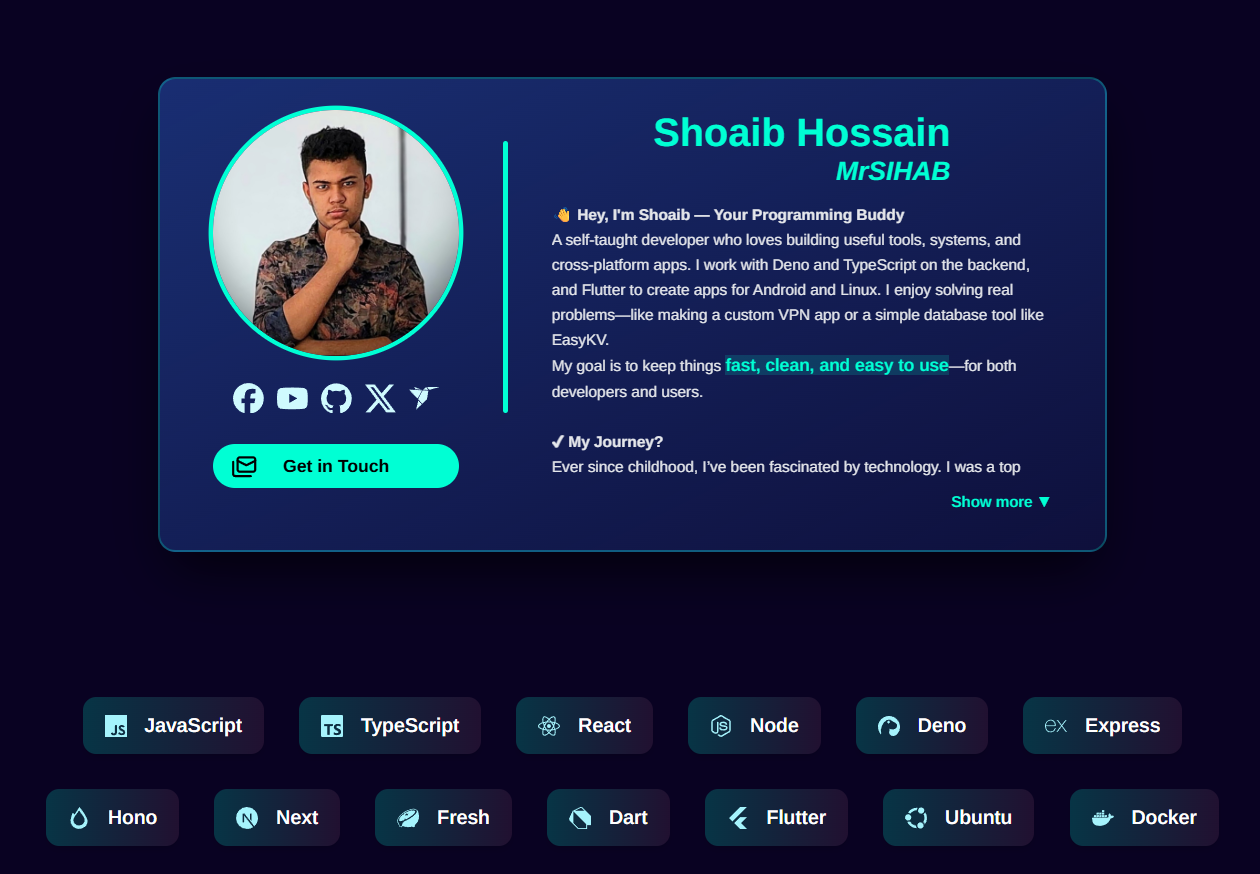 Shoaib Hossain
MrSIHAB
👋 Hey, I'm Shoaib — Your Programming Buddy
A self-taught developer who loves building useful tools, systems, and
cross-platform apps. I work with Deno and TypeScript on the backend,
and Flutter to create apps for Android and Linux. I enjoy solving real
problems—like making a custom VPN app or a simple database tool like
EasyKV.
My goal is to keep things fast, clean, and easy to use—for both
developers and users.
✔ My Journey?
Ever since childhood, I've been fascinated by technology. I was a top
Show more ▼
Get in Touch
JS JavaScript
TS TypeScript
React
JS Node
Deno
ex Express
Hono
N Next
Fresh
Dart
Flutter
Ubuntu
Docker